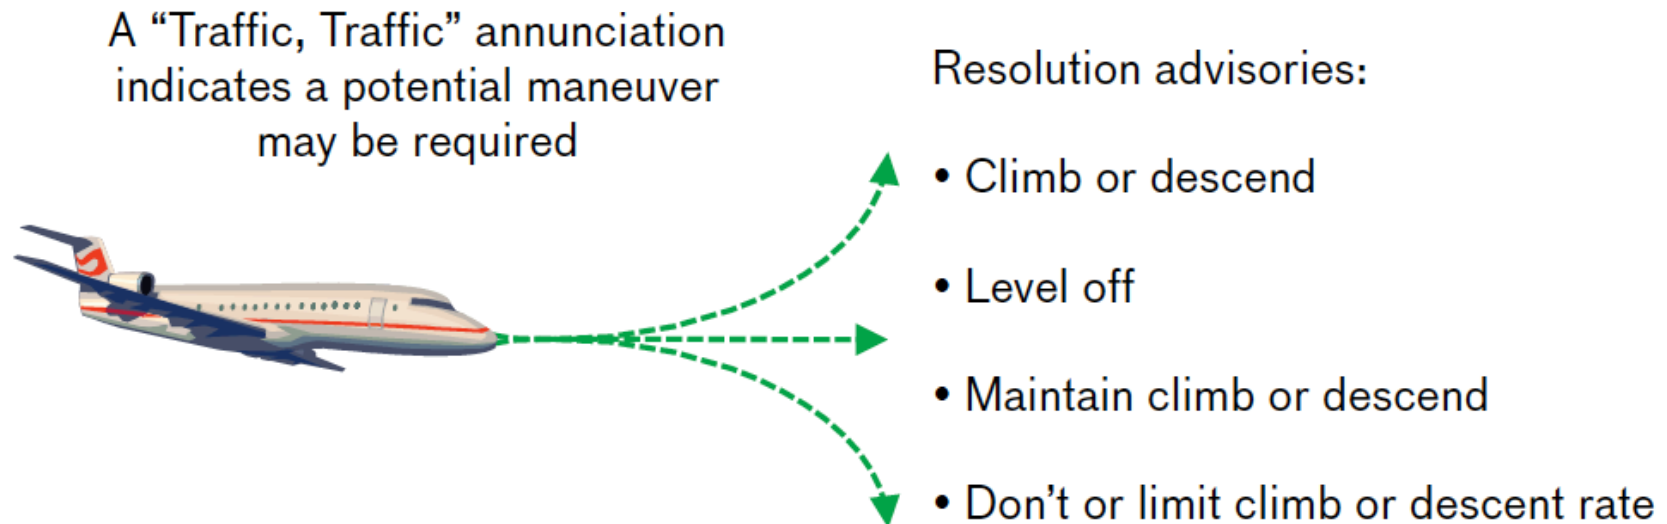 A “Traffic, Traffic” annunciation
indicates a potential maneuver
may be required
Resolution advisories:
• Climb or descend
• Level off
• Maintain climb or descend
• Don’t or limit climb or descent rate